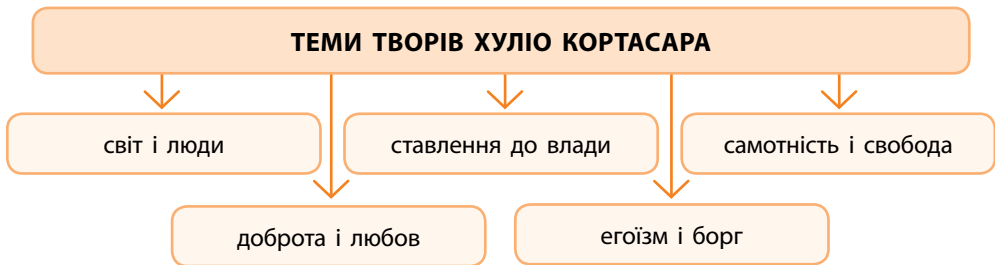 ТЕМИ ТВОРІВ ХУЛІО КОРТАСАРА
світ і люди
ставлення до влади
самотність і свобода
доброта і любов
егоїзм і борг